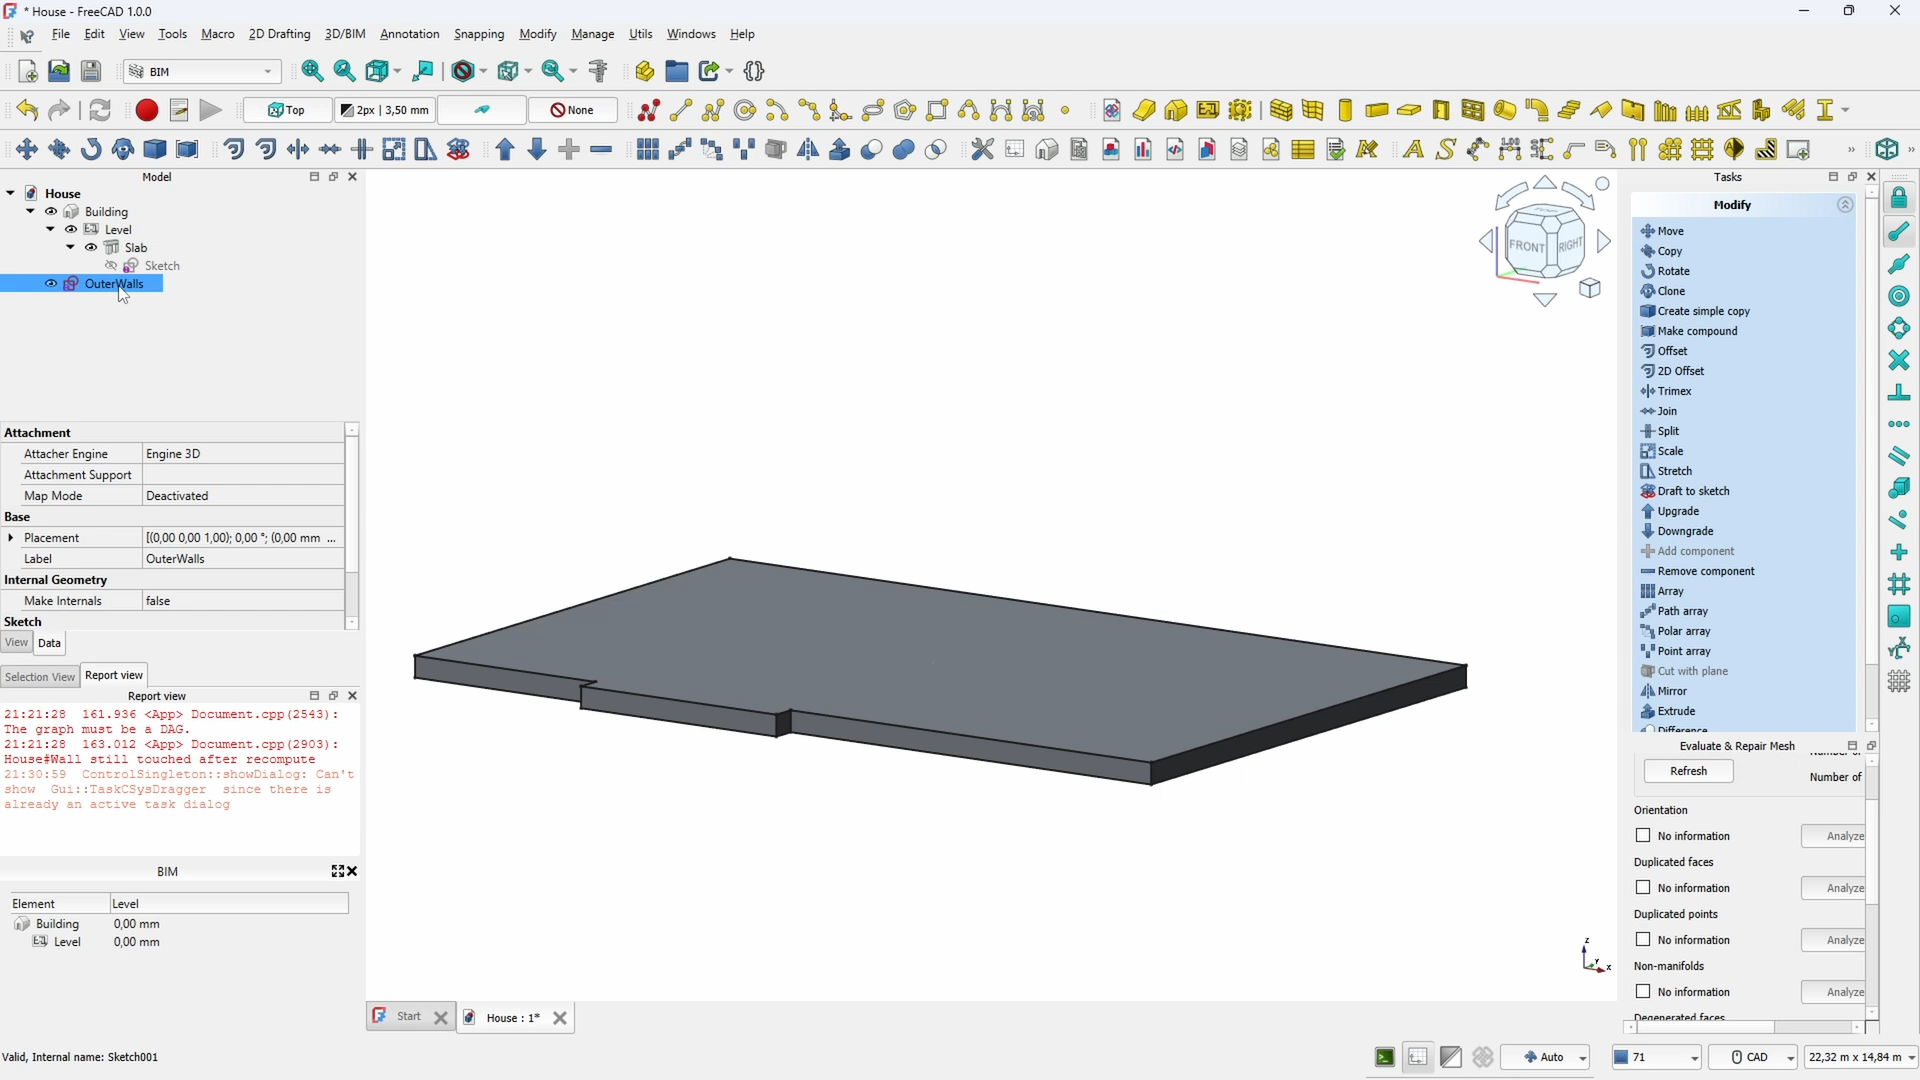 * House - FreeCAD 1.0.0
File Edit View Tools Macro 2D Drafting 3D/BIM Annotation Snapping Modify Manage Utils Windows Help
BIM
Top 2px | 3,50 mm None
Model
House
Building
Level
Slab
Sketch
OuterWalls
Attachment
Attacher Engine Engine 3D
Attachment Support
Map Mode Deactivated
Base
Placement [(0,00 0,00 1,00); 0,00 °; (0,00 mm ...
Label OuterWalls
Internal Geometry
Make Internals false
Sketch
View Data
Selection View Report view
Report view
21:21:28 161.936 <App> Document.cpp(2543):
The graph must be a DAG.
21:21:28 163.012 <App> Document.cpp(2903):
House#Wall still touched after recompute
21:30:59 ControlSingleton::showDialog: Can't
show Gui::TaskCSysDragger since there is
already an active task dialog
BIM
Element Level
Building 0,00 mm
Level 0,00 mm
Valid, Internal name: Sketch001
TOP
FRONT RIGHT
Z
Y
X
Start House : 1*
Tasks
Modify
Move
Copy
Rotate
Clone
Create simple copy
Make compound
Offset
2D Offset
Trimex
Join
Split
Scale
Stretch
Draft to sketch
Upgrade
Downgrade
Add component
Remove component
Array
Path array
Polar array
Point array
Cut with plane
Mirror
Extrude
Difference
Evaluate & Repair Mesh
Number of
Refresh Number of
Orientation
No information Analyze
Duplicated faces
No information Analyze
Duplicated points
No information Analyze
Non-manifolds
No information Analyze
Degenerated faces
Auto 71 CAD 22,32 m x 14,84 m